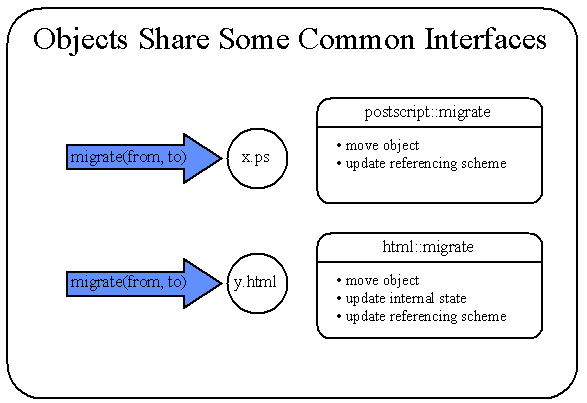 Objects Share Some Common Interfaces
migrate(from, to)
x.ps
postscript::migrate
• move object
• update referencing scheme
migrate(from, to)
y.html
html::migrate
• move object
• update internal state
• update referencing scheme